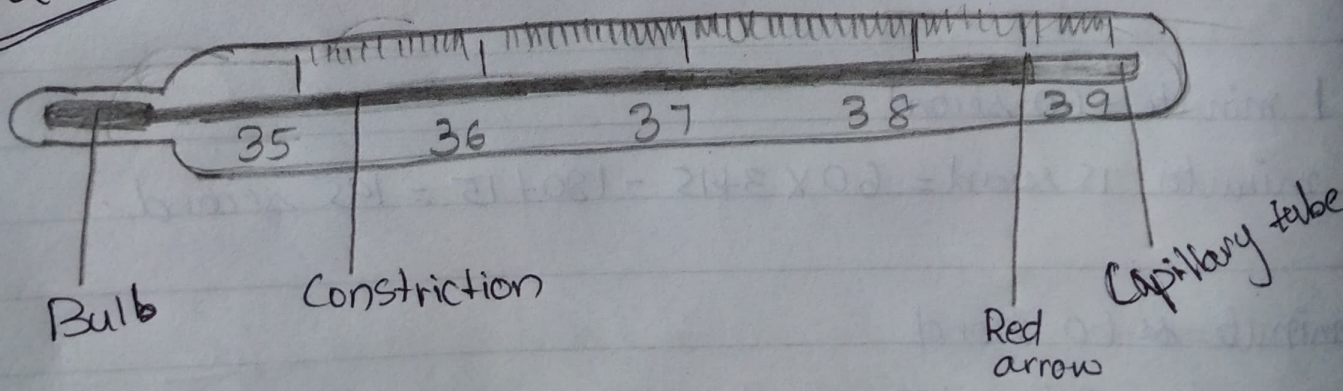 35 36 37 38 39
Bulb
Constriction
Red
arrow
Capillary tube